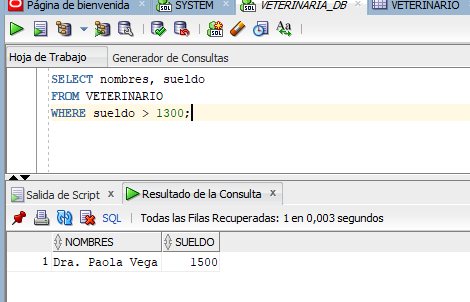 Página de bienvenida
SYSTEM
VETERINARIA_DB
VETERINARIO
SQL
Aa
Hoja de Trabajo
Generador de Consultas
SELECT nombres, sueldo
FROM VETERINARIO
WHERE sueldo > 1300;
Salida de Script
Resultado de la Consulta
SQL
Todas las Filas Recuperadas: 1 en 0,003 segundos
NOMBRES SUELDO
1 Dra. Paola Vega 1500